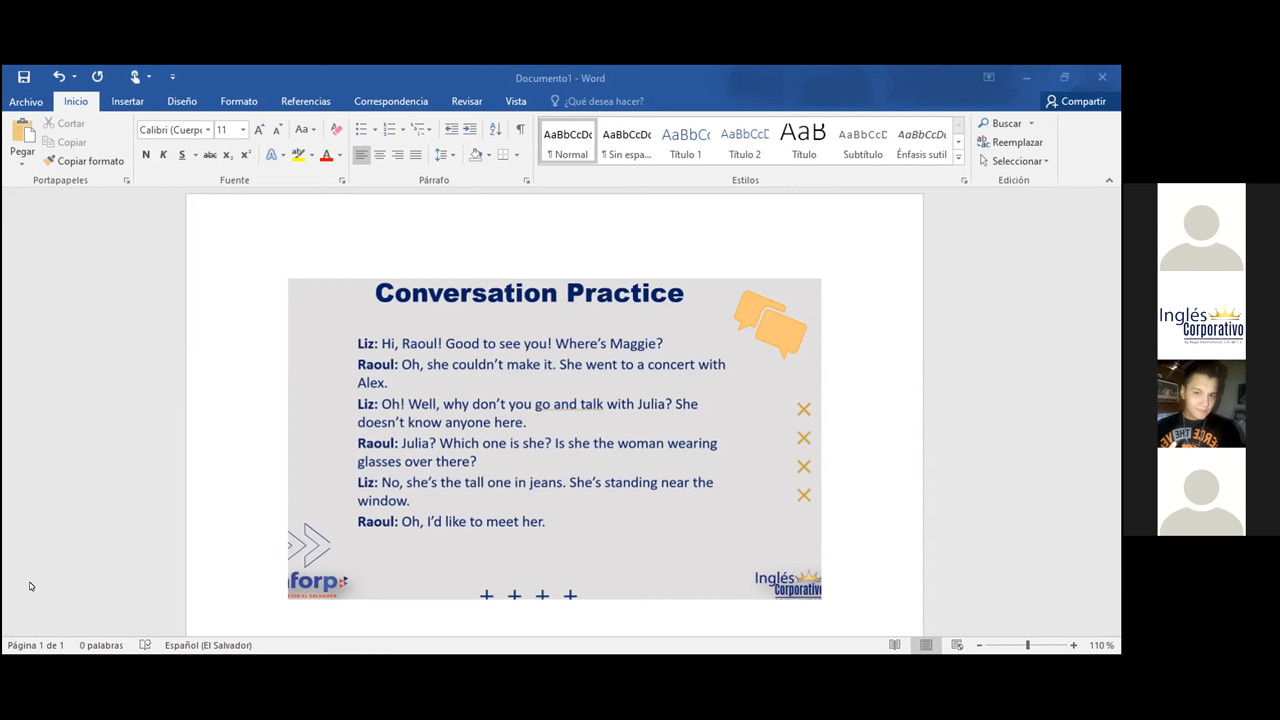 Documento1 - Word
Archivo Inicio Insertar Diseño Formato Referencias Correspondencia Revisar Vista ¿Qué desea hacer? Compartir
Pegar
Cortar
Copiar
Copiar formato
Portapapeles
Calibri (Cuerpo 11
Aa
N K S abc x₂ x²
A A
Fuente
Párrafo
AaBbCcDc AaBbCcDc AaBbCc AaBbCcD AaB AaBbCcD AaBbCcDc
¶ Normal ¶ Sin espa... Título 1 Título 2 Título Subtítulo Énfasis sutil
Estilos
Buscar
Reemplazar
Seleccionar
Edición
Conversation Practice
Liz: Hi, Raoul! Good to see you! Where's Maggie?
Raoul: Oh, she couldn't make it. She went to a concert with
Alex.
Liz: Oh! Well, why don't you go and talk with Julia? She
doesn't know anyone here.
Raoul: Julia? Which one is she? Is she the woman wearing
glasses over there?
Liz: No, she's the tall one in jeans. She's standing near the
window.
Raoul: Oh, I'd like to meet her.
nforp
Inglés
Corporativo
Página 1 de 1 0 palabras Español (El Salvador) 110 %
Inglés
Corporativo